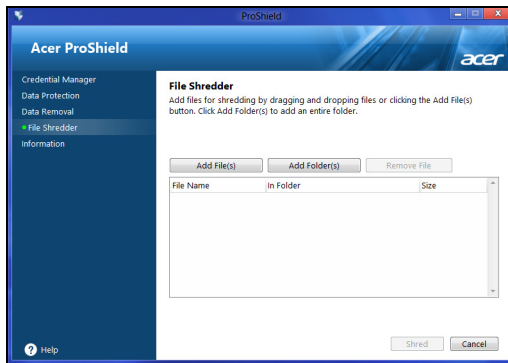 ProShield
Acer ProShield
acer
Credential Manager
Data Protection
Data Removal
File Shredder
Information
File Shredder
Add files for shredding by dragging and dropping files or clicking the Add File(s)
button. Click Add Folder(s) to add an entire folder.
Add File(s) Add Folder(s) Remove File
File Name In Folder Size
Shred Cancel
? Help